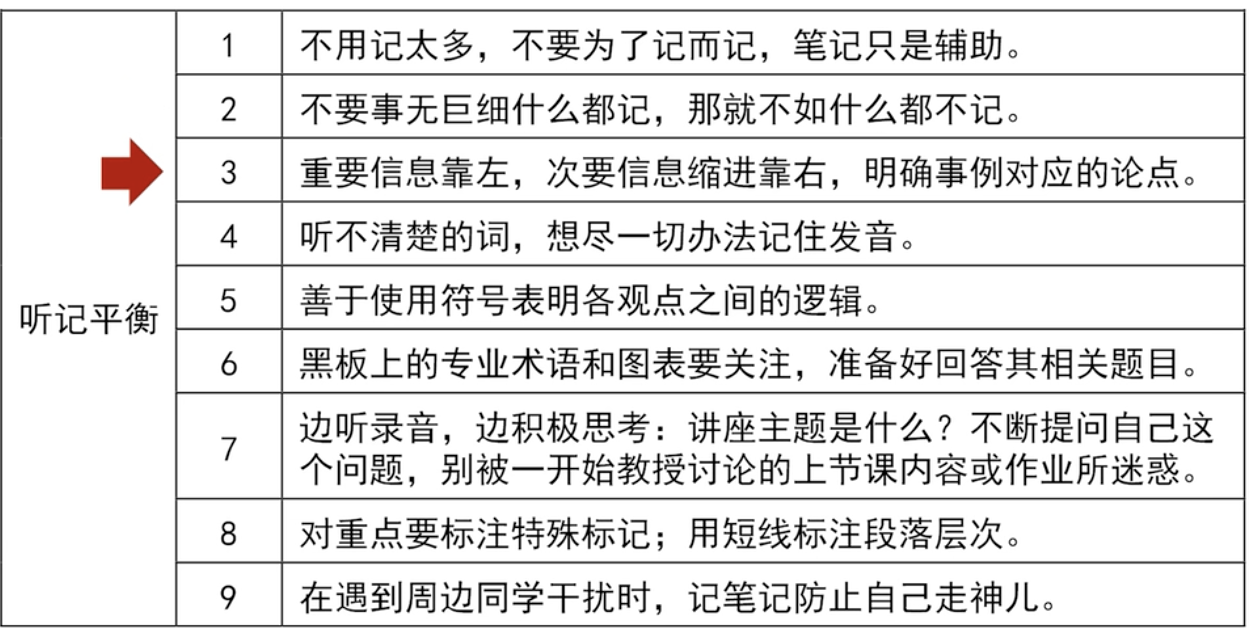 听记平衡
1 不用记太多，不要为了记而记，笔记只是辅助。
2 不要事无巨细什么都记，那就不如什么都不记。
3 重要信息靠左，次要信息缩进靠右，明确事例对应的论点。
4 听不清楚的词，想尽一切办法记住发音。
5 善于使用符号表明各观点之间的逻辑。
6 黑板上的专业术语和图表要关注，准备好回答其相关题目。
7 边听录音，边积极思考：讲座主题是什么？不断提问自己这
个问题，别被一开始教授讨论的上节课内容或作业所迷惑。
8 对重点要标注特殊标记；用短线标注段落层次。
9 在遇到周边同学干扰时，记笔记防止自己走神儿。